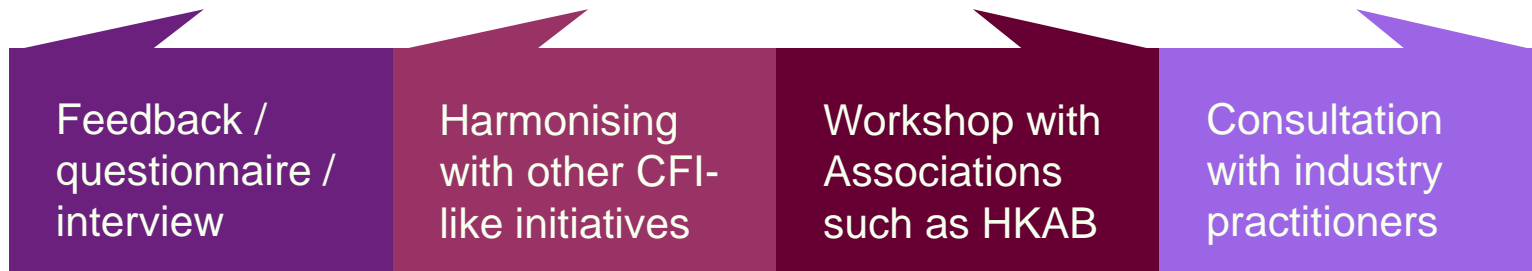 Feedback /
questionnaire /
interview
Harmonising
with other CFI-
like initiatives
Workshop with
Associations
such as HKAB
Consultation
with industry
practitioners